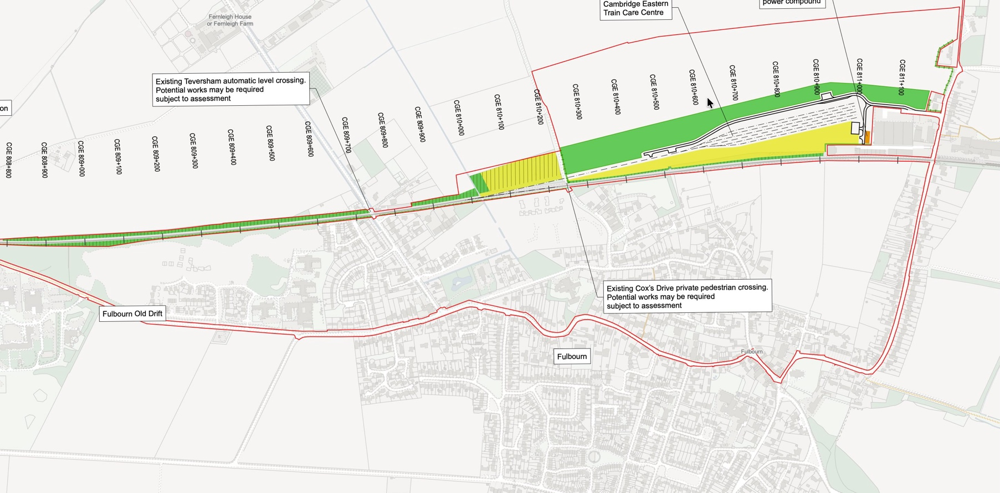 Fernleigh House
or Fernleigh Farm
Cambridge Eastern
Train Care Centre
power compound
Existing Teversham automatic level crossing.
Potential works may be required
subject to assessment
on
CGE 808+800
CGE 808+900
CGE 809+000
CGE 809+100
CGE 809+200
CGE 809+300
CGE 809+400
CGE 809+500
CGE 809+600
CGE 809+700
CGE 809+800
CGE 809+900
CGE 810+000
CGE 810+100
CGE 810+200
CGE 810+300
CGE 810+400
CGE 810+500
CGE 810+600
CGE 810+700
CGE 810+800
CGE 810+900
CGE 811+000
CGE 811+100
Existing Cox's Drive private pedestrian crossing.
Potential works may be required
subject to assessment
Fulbourn Old Drift
Fulbourn
Fulbourn